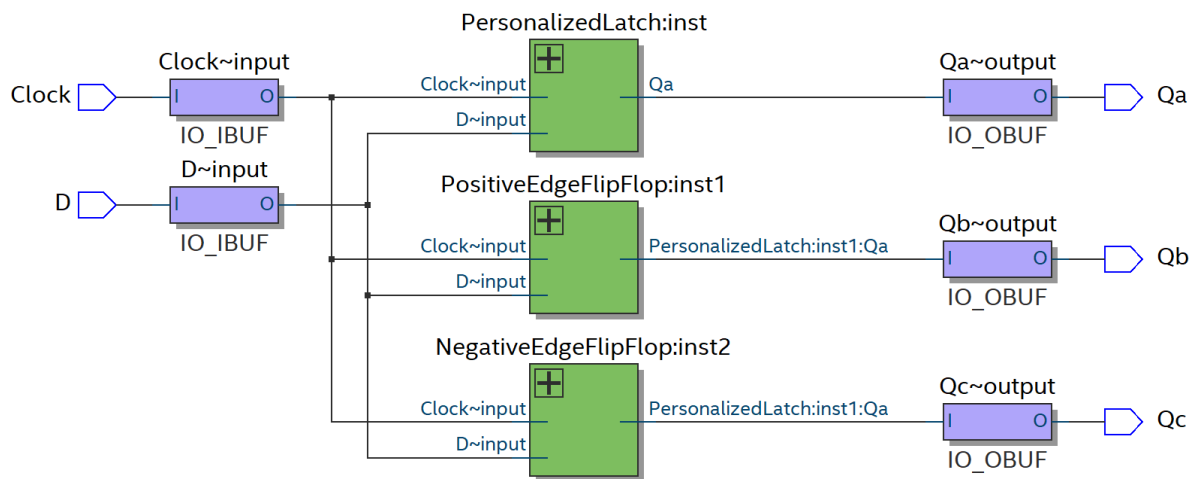 PersonalizedLatch:inst
Clock~input
Qa~output
Clock
I
O
Clock~input
Qa
I
O
Qa
IO_IBUF
D~input
IO_OBUF
D~input
D
I
O
PositiveEdgeFlipFlop:inst1
IO_IBUF
Qb~output
Clock~input
PersonalizedLatch:inst1:Qa
I
O
Qb
D~input
IO_OBUF
NegativeEdgeFlipFlop:inst2
Qc~output
Clock~input
PersonalizedLatch:inst1:Qa
I
O
Qc
D~input
IO_OBUF